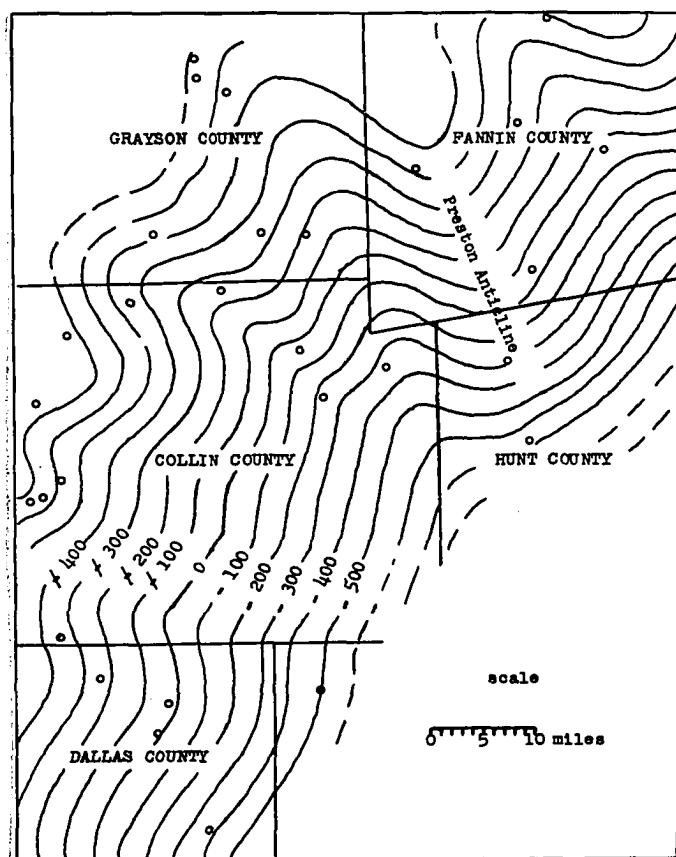 GRAYSON COUNTY
FANNIN COUNTY
Preston Anticline
COLLIN COUNTY
HUNT COUNTY
+ 400
+ 300
+ 200
+ 100
0
- 100
- 200
- 300
- 400
- 500
scale
0 5 10 miles
DALLAS COUNTY